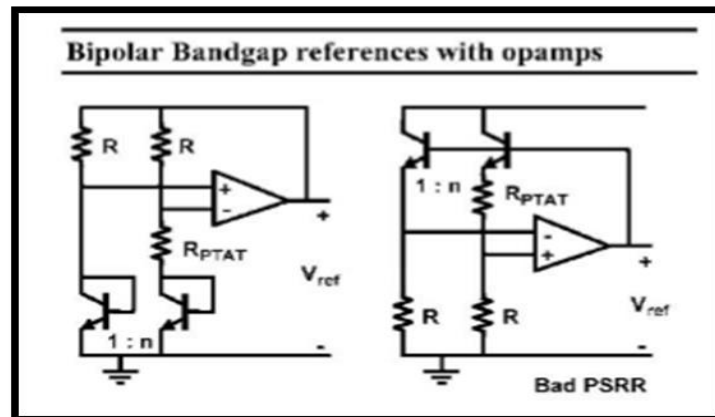 Bipolar Bandgap references with opamps
R R
+
-
RPTAT
+
Vref
1 : n
-
1 : n
RPTAT
-
+
+
Vref
R R
-
Bad PSRR